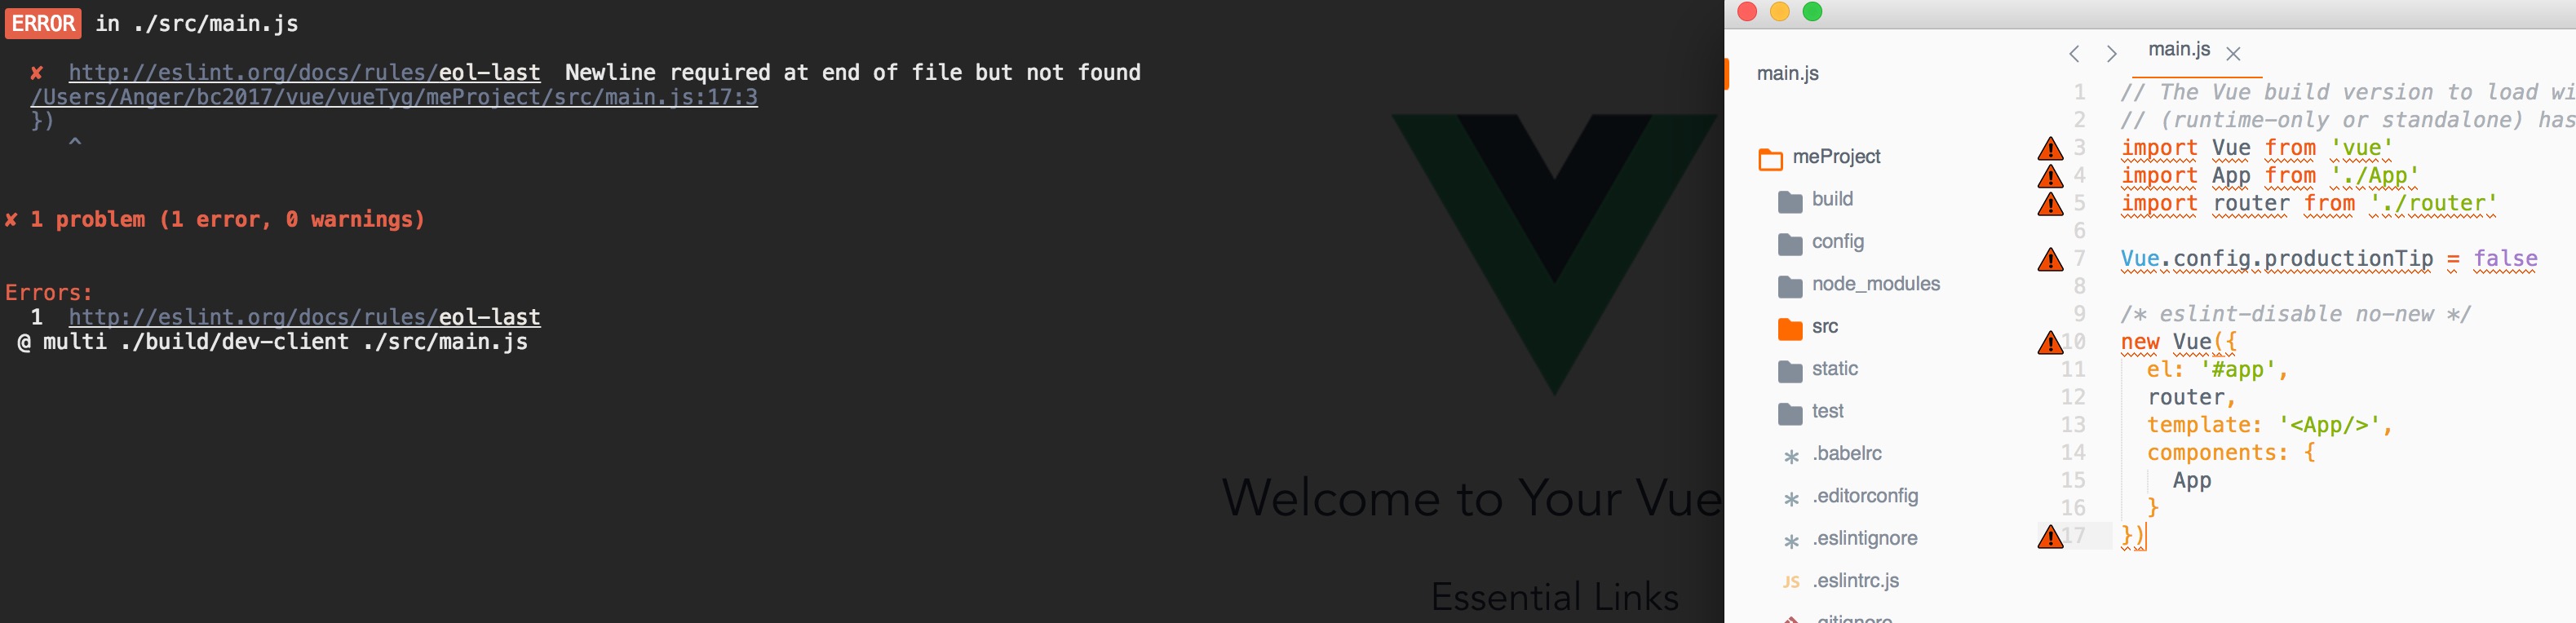 ERROR in ./src/main.js
✘ http://eslint.org/docs/rules/eol-last Newline required at end of file but not found
/Users/Anger/bc2017/vue/vueTyg/meProject/src/main.js:17:3
})
^
✘ 1 problem (1 error, 0 warnings)
Errors:
1 http://eslint.org/docs/rules/eol-last
@ multi ./build/dev-client ./src/main.js
Welcome to Your Vue
Essential Links
main.js
meProject
build
config
node_modules
src
static
test
.babelrc
.editorconfig
.eslintignore
JS .eslintrc.js
.gitignore
main.js
1 // The Vue build version to load wi
2 // (runtime-only or standalone) has
3 import Vue from 'vue'
4 import App from './App'
5 import router from './router'
6
7 Vue.config.productionTip = false
8
9 /* eslint-disable no-new */
10 new Vue({
11 el: '#app',
12 router,
13 template: '<App/>',
14 components: {
15 App
16 }
17 })